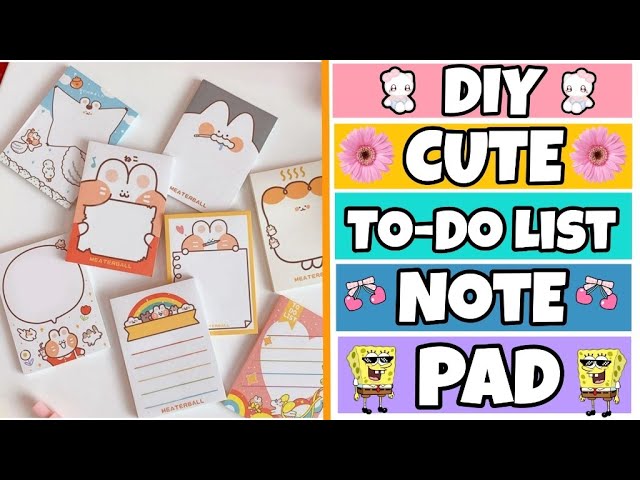 MEATERBALL
MEATERBALL
MEATERBALL
DIY
CUTE
TO-DO LIST
NOTE
PAD